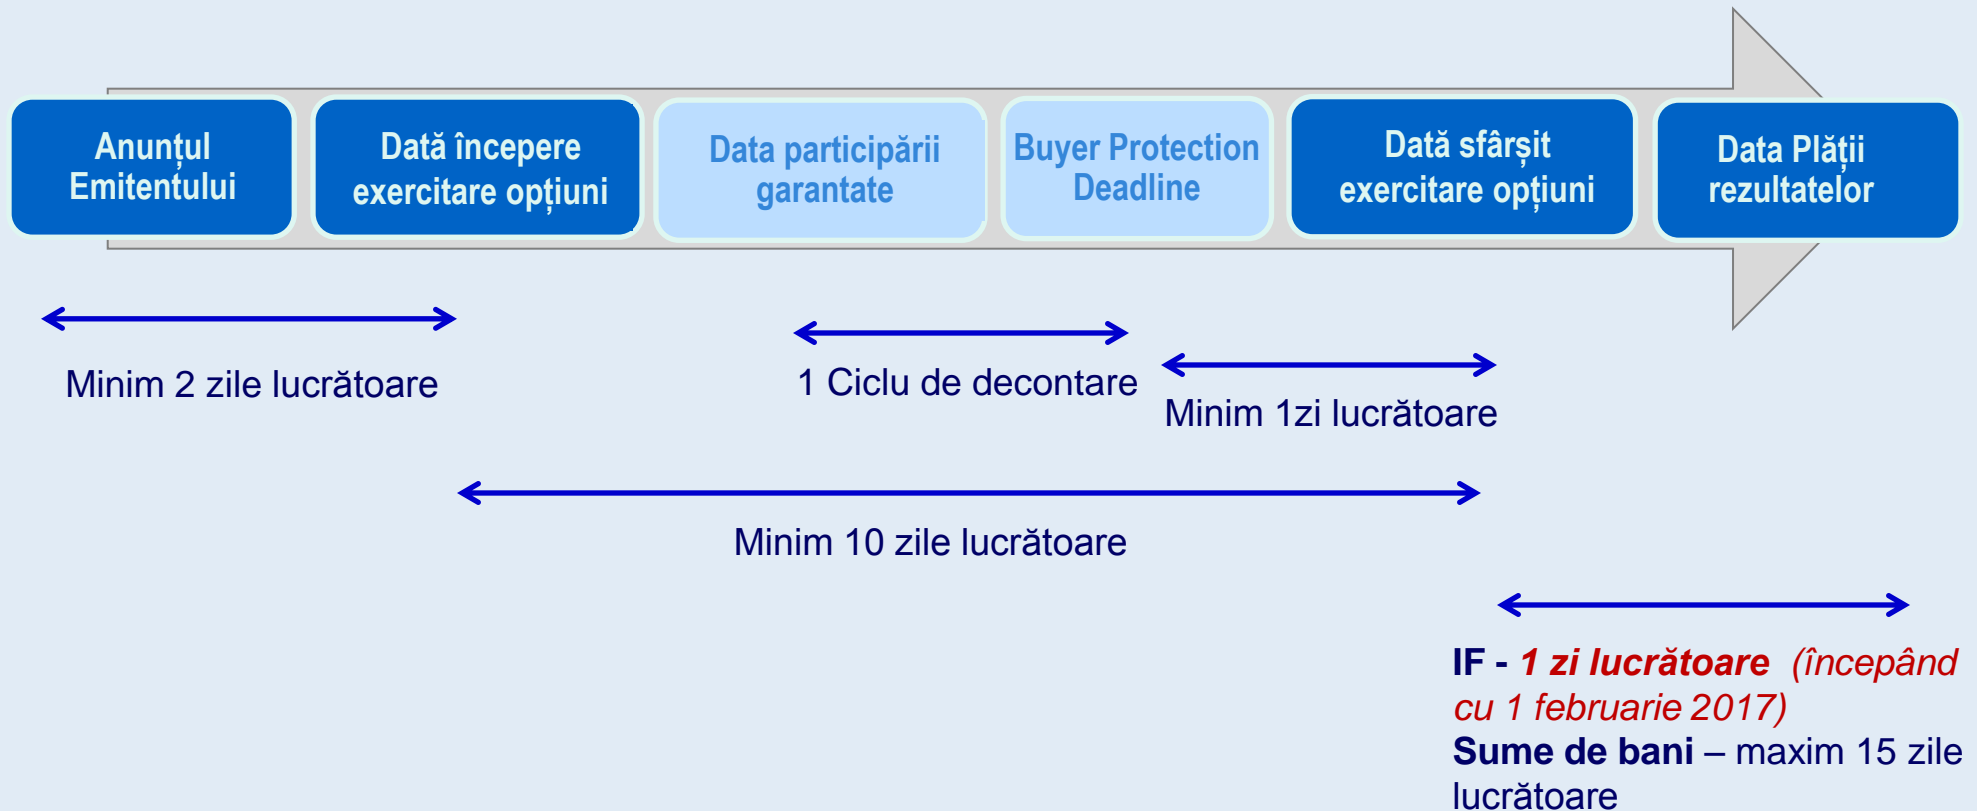 Anunțul
Emitentului
Dată începere
exercitare opțiuni
Data participării
garantate
Buyer Protection
Deadline
Dată sfârșit
exercitare opțiuni
Data Plății
rezultatelor
Minim 2 zile lucrătoare
1 Ciclu de decontare
Minim 1zi lucrătoare
Minim 10 zile lucrătoare
IF - 1 zi lucrătoare (începând
cu 1 februarie 2017)
Sume de bani – maxim 15 zile
lucrătoare